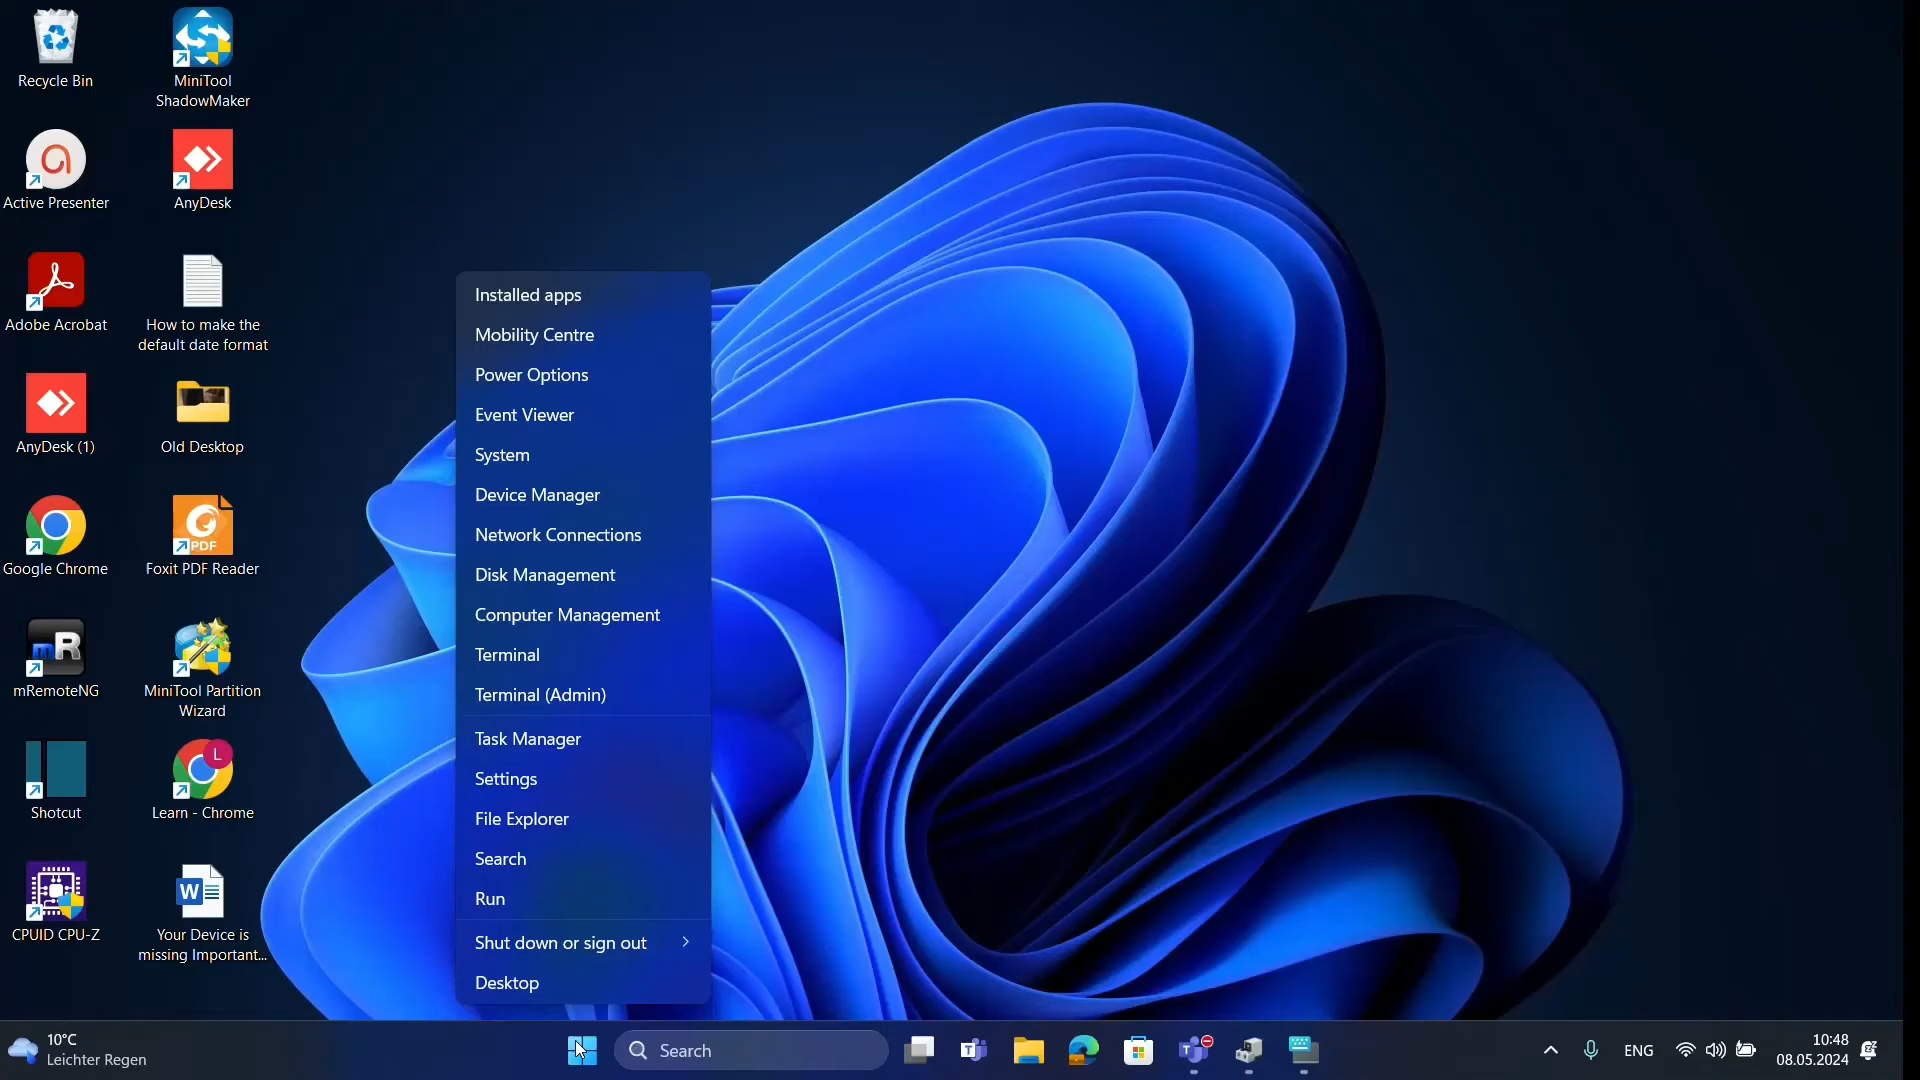 Recycle Bin
MiniTool
ShadowMaker
Active Presenter
AnyDesk
Adobe Acrobat
How to make the
default date format
AnyDesk (1)
Old Desktop
Google Chrome
PDF
Foxit PDF Reader
mR
mRemoteNG
MiniTool Partition
Wizard
Shotcut
L
Learn - Chrome
CPUID CPU-Z
W
Your Device is
missing Important...
Installed apps
Mobility Centre
Power Options
Event Viewer
System
Device Manager
Network Connections
Disk Management
Computer Management
Terminal
Terminal (Admin)
Task Manager
Settings
File Explorer
Search
Run
Shut down or sign out
Desktop
10°C
Leichter Regen
Search
ENG
10:48
08.05.2024